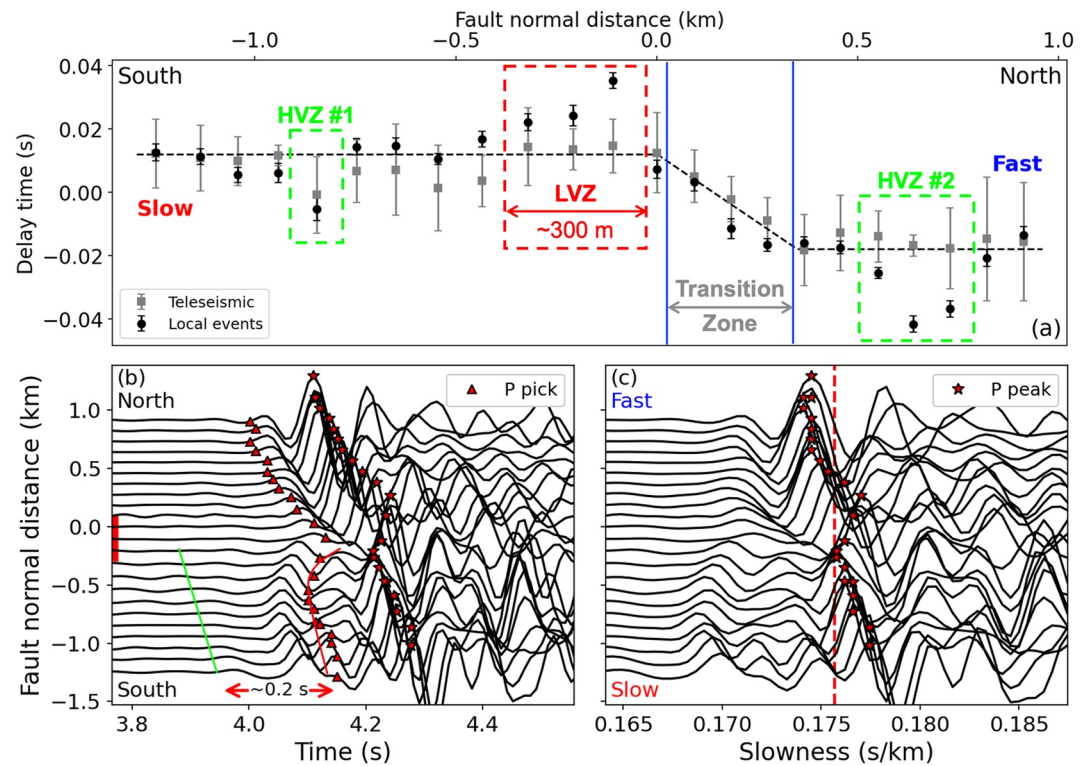 Fault normal distance (km)
−1.0 −0.5 0.0 0.5 1.0
0.04
0.02
0.00
−0.02
−0.04
Delay time (s)
South
North
HVZ #1
LVZ
~300 m
Slow
Fast
HVZ #2
Transition
Zone
Teleseismic
Local events
(a)
Fault normal distance (km)
1.0
0.5
0.0
−0.5
−1.0
−1.5
(b)
North
P pick
South
~0.2 s
3.8 4.0 4.2 4.4
Time (s)
(c)
Fast
P peak
Slow
0.165 0.170 0.175 0.180 0.185
Slowness (s/km)